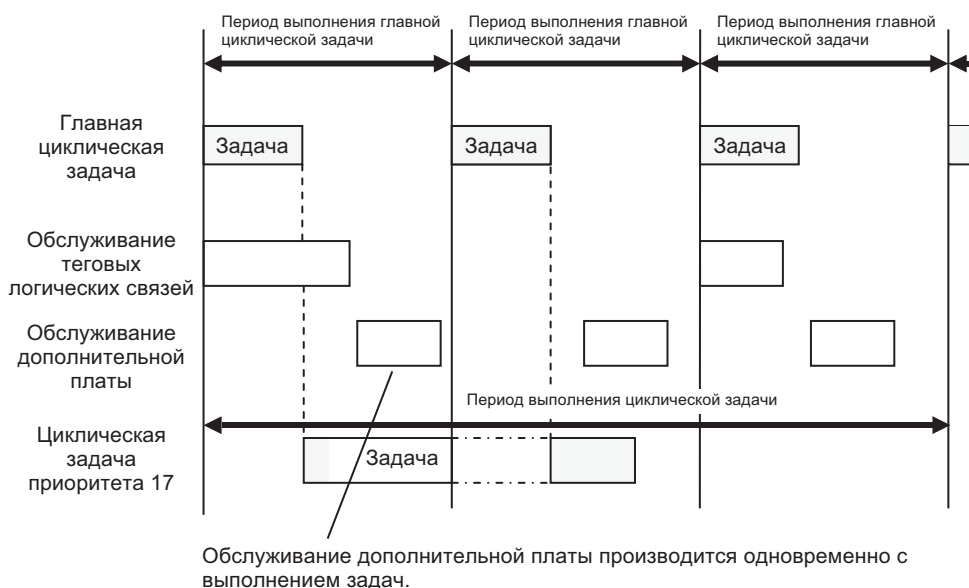 Период выполнения главной
циклической задачи
Период выполнения главной
циклической задачи
Период выполнения главной
циклической задачи
Главная
циклическая
задача
Задача
Задача
Задача
Обслуживание
теговых
логических связей
Обслуживание
дополнительной
платы
Период выполнения циклической задачи
Циклическая
задача
приоритета 17
Задача
Обслуживание дополнительной платы производится одновременно с
выполнением задач.